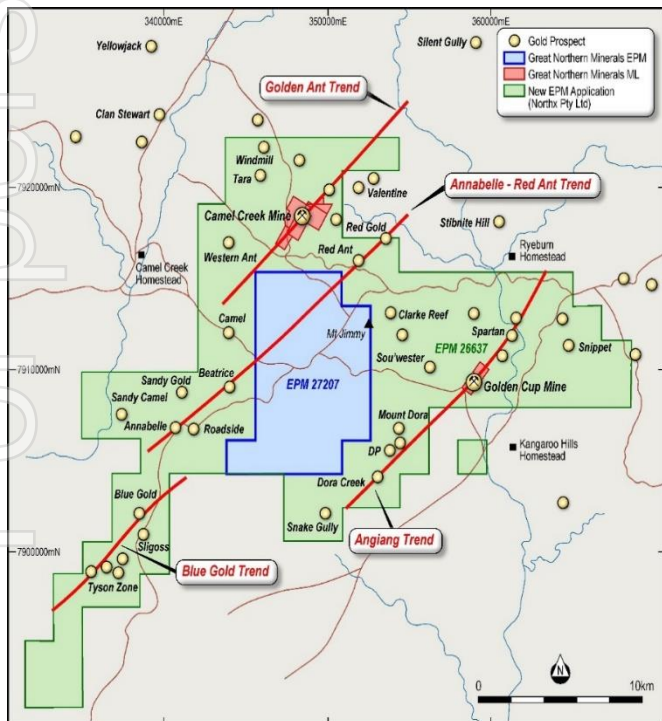 340000mE
350000mE
360000mE
Yellowjack
Silent Gully
Gold Prospect
Great Northern Minerals EPM
Great Northern Minerals ML
New EPM Application
(Northx Pty Ltd)
Golden Ant Trend
Clan Stewart
Windmill
Annabelle - Red Ant Trend
7920000mN
Tara
Valentine
Camel Creek Mine
Red Gold
Stibnite Hill
Western Ant
Red Ant
Camel Creek
Homestead
Ryeburn
Homestead
Camel
Mt Jimmy
Clarke Reef
Spartan
EPM 26637
Sou'wester
Snippet
7910000mN
Beatrice
EPM 27207
Sandy Gold
Golden Cup Mine
Sandy Camel
Annabelle
Roadside
Mount Dora
DP
Kangaroo Hills
Homestead
Dora Creek
Blue Gold
Snake Gully
Angiang Trend
Sligoss
7900000mN
Blue Gold Trend
Tyson Zone
N
0
10km